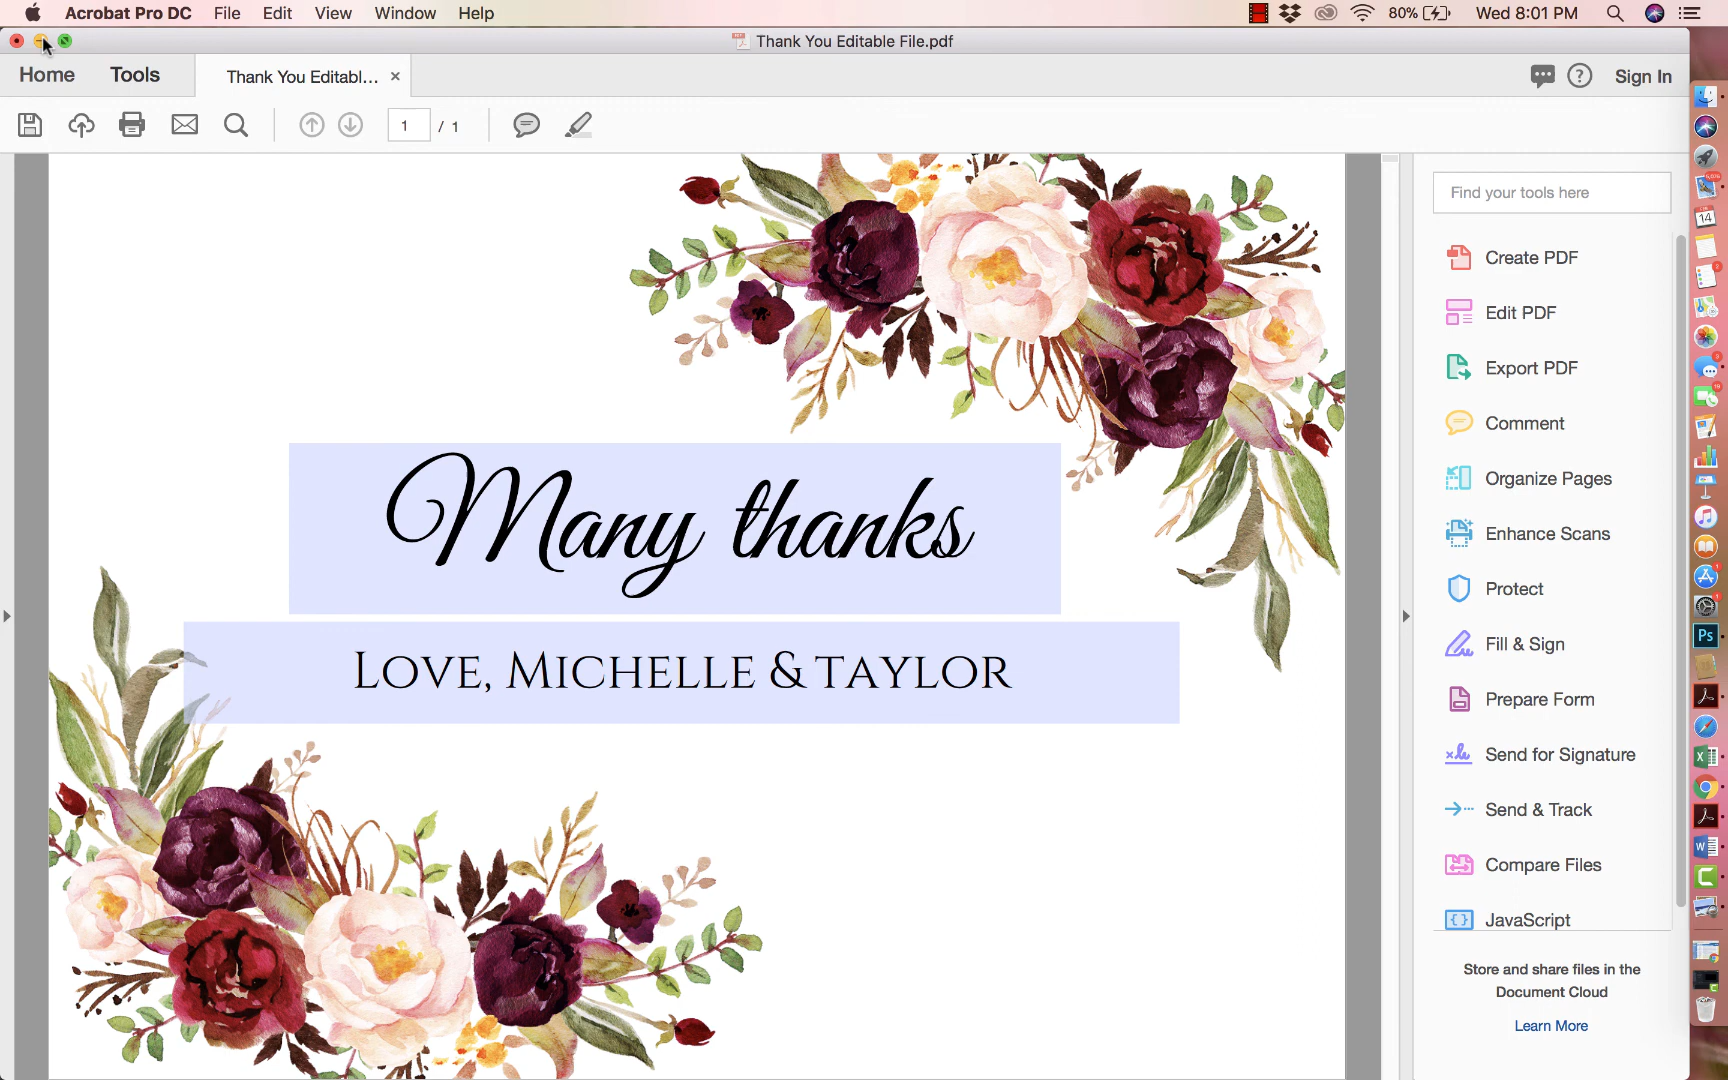 Acrobat Pro DC File Edit View Window Help 80% Wed 8:01 PM
Thank You Editable File.pdf
Home Tools Thank You Editabl... × ? Sign In
1 / 1
Find your tools here
Create PDF
Edit PDF
Export PDF
Comment
Organize Pages
Enhance Scans
Protect
Fill & Sign
Prepare Form
Send for Signature
Send & Track
Compare Files
JavaScript
Store and share files in the
Document Cloud
Learn More
Many thanks
Love, Michelle & taylor
14
Ps